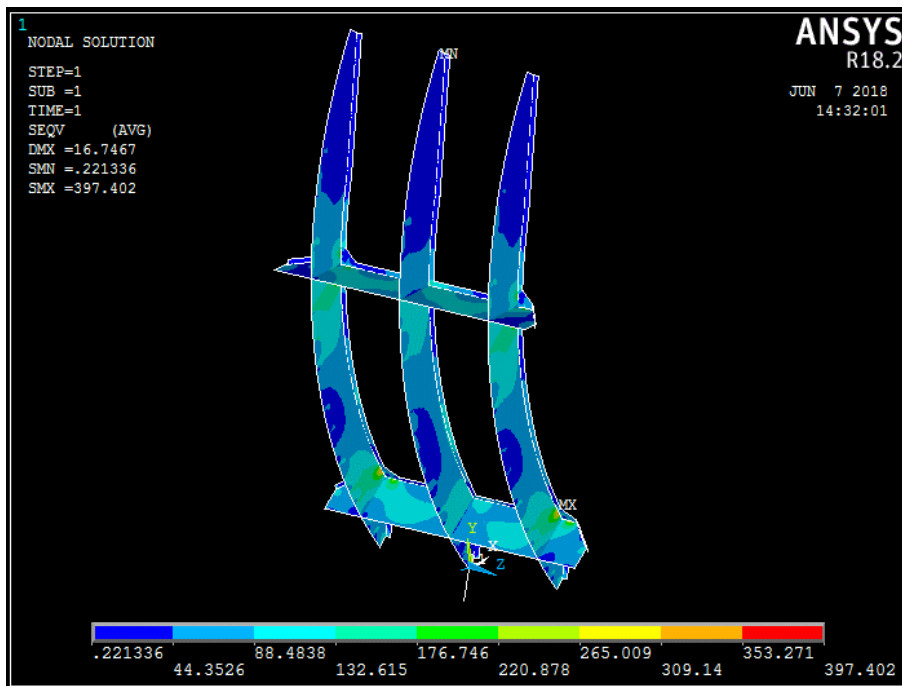 1
NODAL SOLUTION
STEP=1
SUB =1
TIME=1
SEQV (AVG)
DMX =16.7467
SMN =.221336
SMX =397.402
ANSYS
R18.2
JUN 7 2018
14:32:01
MN
MX
Y
X
Z
.221336 88.4838 176.746 265.009 353.271
44.3526 132.615 220.878 309.14 397.402